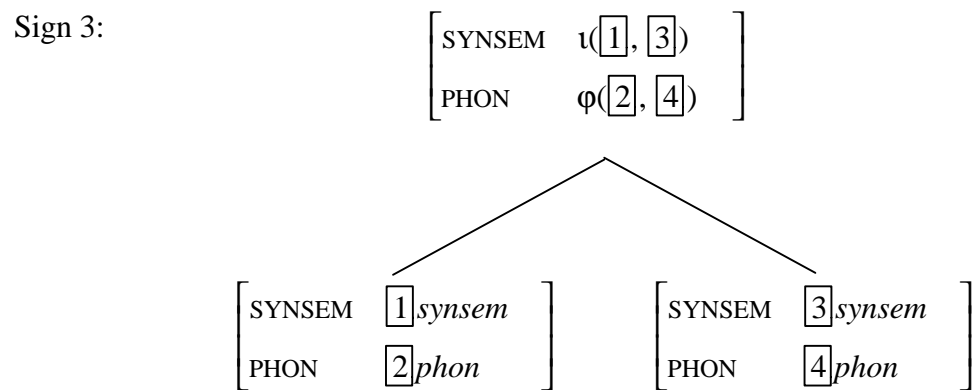 Sign 3:
SYNSEM ι(1, 3)
PHON φ(2, 4)
SYNSEM 1 synsem SYNSEM 3 synsem
PHON 2 phon PHON 4 phon